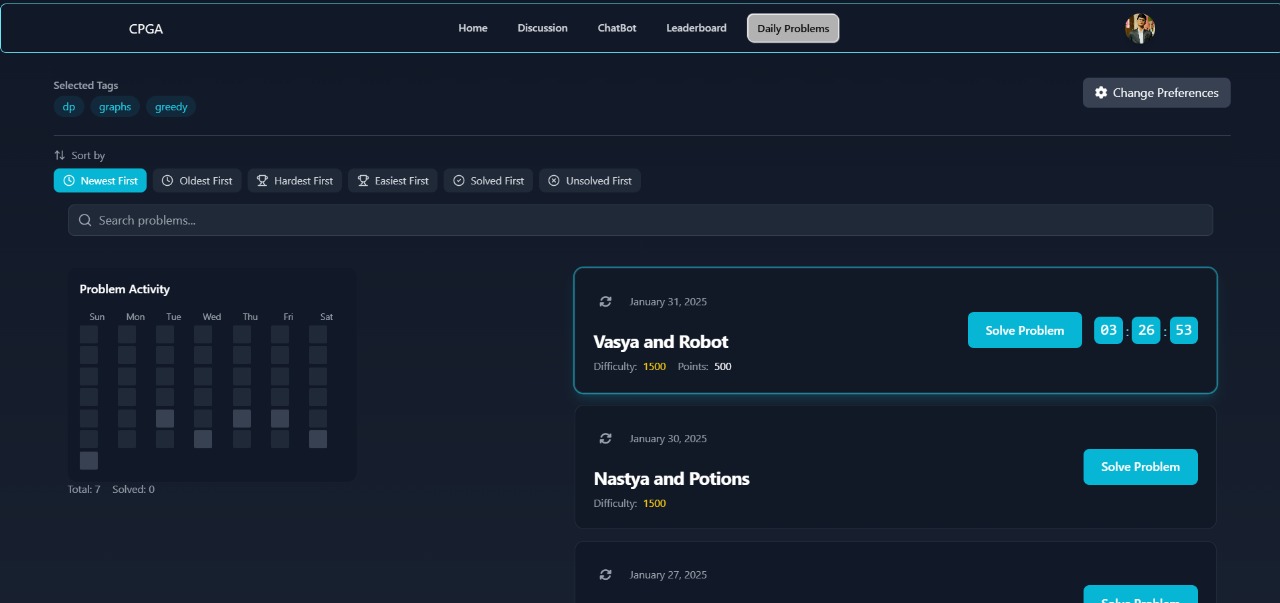 CPGA Home Discussion ChatBot Leaderboard Daily Problems
Selected Tags
dp graphs greedy
Change Preferences
Sort by
Newest First Oldest First Hardest First Easiest First Solved First Unsolved First
Search problems...
Problem Activity
Sun Mon Tue Wed Thu Fri Sat
Total: 7 Solved: 0
January 31, 2025
Vasya and Robot
Difficulty: 1500 Points: 500
Solve Problem 03 : 26 : 53
January 30, 2025
Nastya and Potions
Difficulty: 1500
Solve Problem
January 27, 2025
Solve Problem